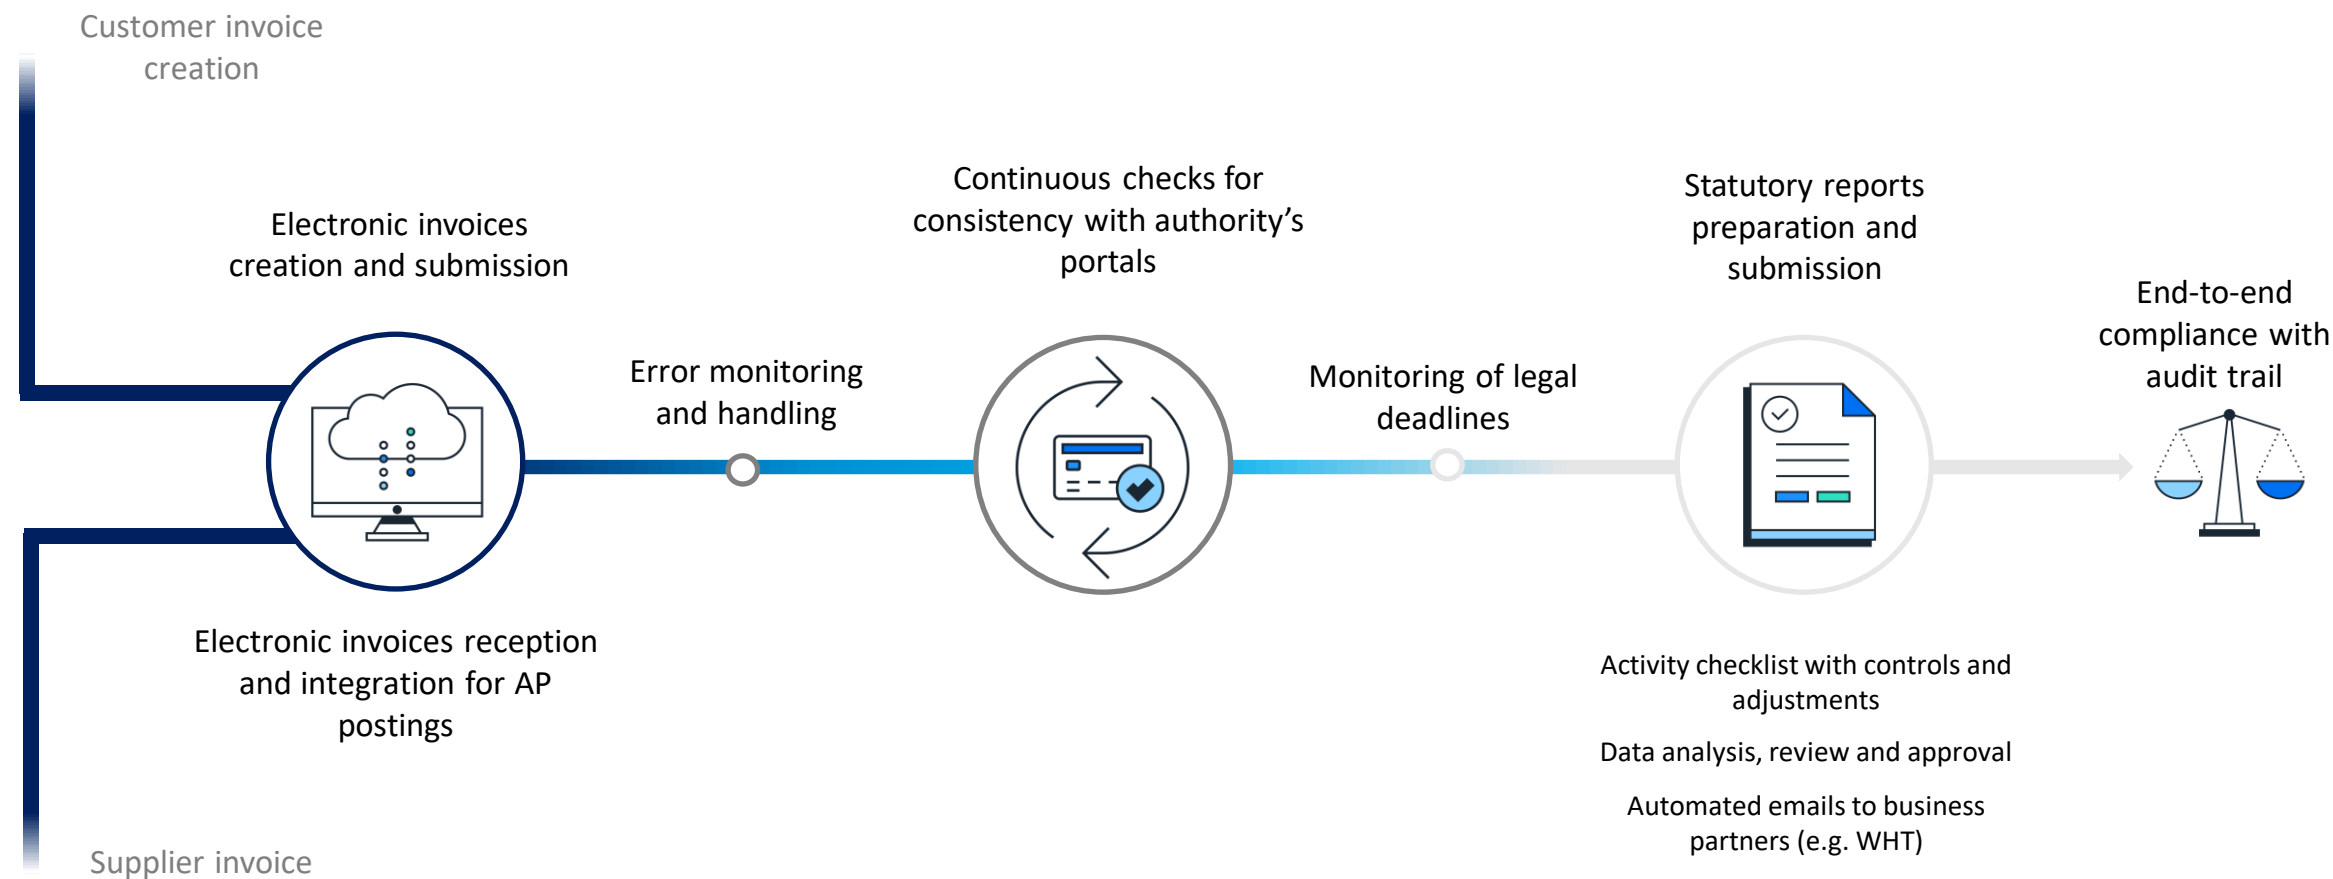 Customer invoice
creation
Electronic invoices
creation and submission
Error monitoring
and handling
Continuous checks for
consistency with authority’s
portals
Monitoring of legal
deadlines
Statutory reports
preparation and
submission
End-to-end
compliance with
audit trail
Electronic invoices reception
and integration for AP
postings
Activity checklist with controls and
adjustments
Data analysis, review and approval
Automated emails to business
partners (e.g. WHT)
Supplier invoice